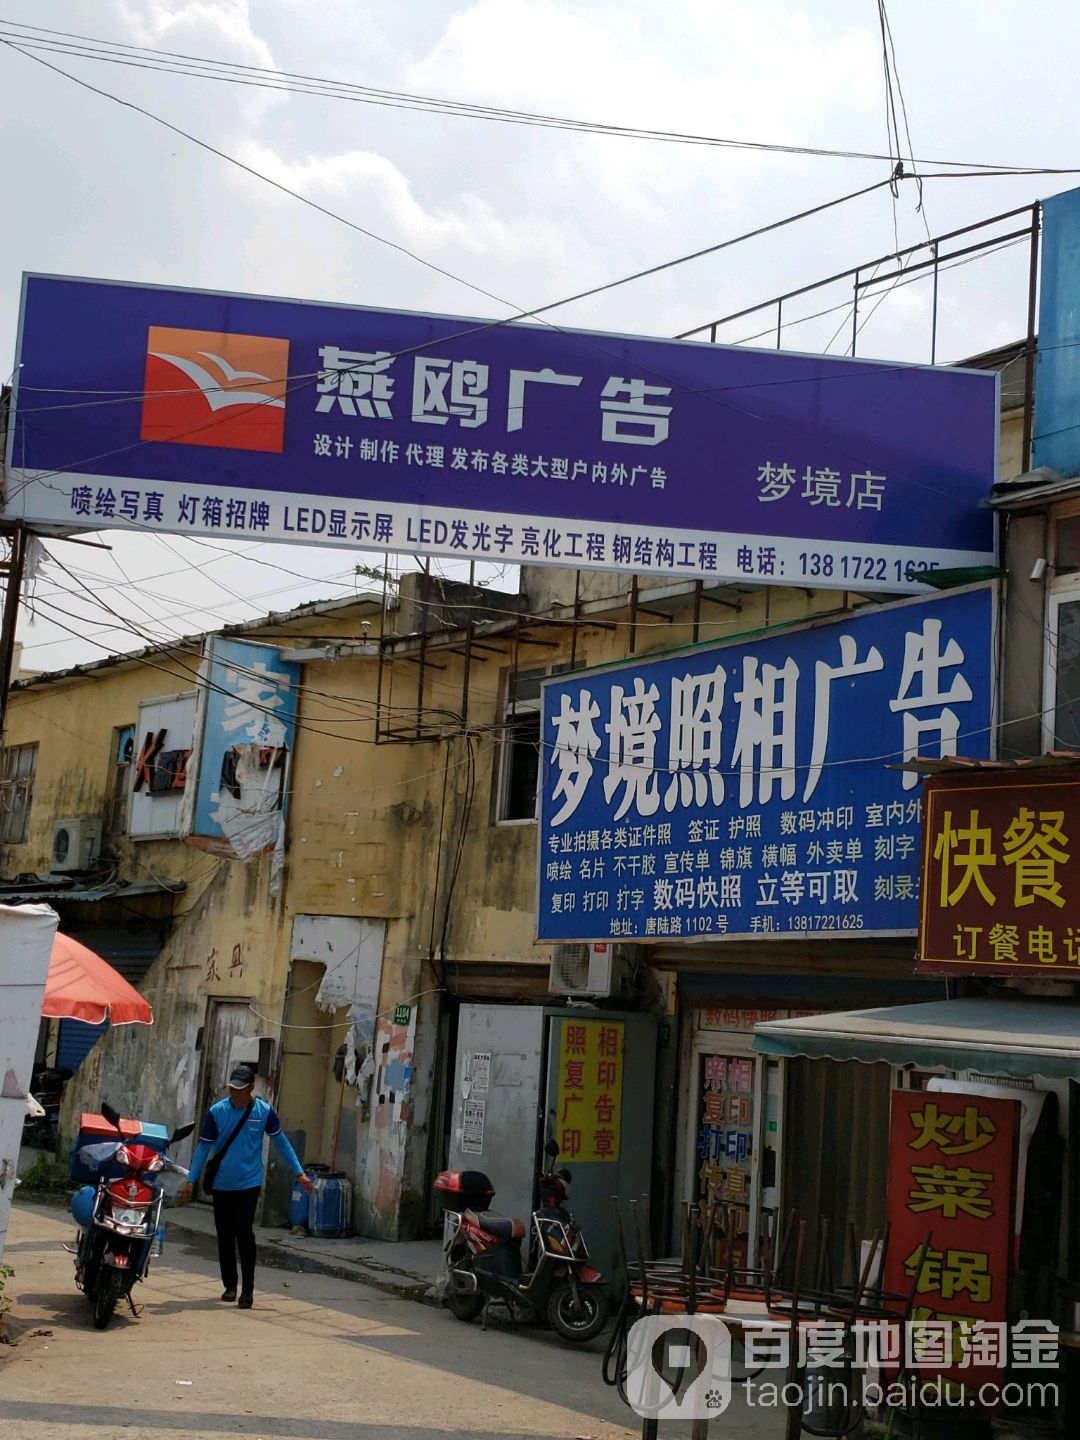 燕鸥广告
设计 制作 代理 发布各类大型户内外广告
梦境店
喷绘写真 灯箱招牌 LED显示屏 LED发光字 亮化工程 钢结构工程 电话：138 1722 1625
梦境照相广告
专业拍摄各类证件照 签证 护照 数码冲印 室内外
喷绘 名片 不干胶 宣传单 锦旗 横幅 外卖单 刻字
复印 打印 打字 数码快照 立等可取 刻录
地址：唐陆路1102号 手机：13817221625
快餐
订餐电话
家
家具
1104
照相
复印
广告
印章
数码快照
照相
复印
打印
传真
炒菜
锅
百度地图淘金
taojin.baidu.com